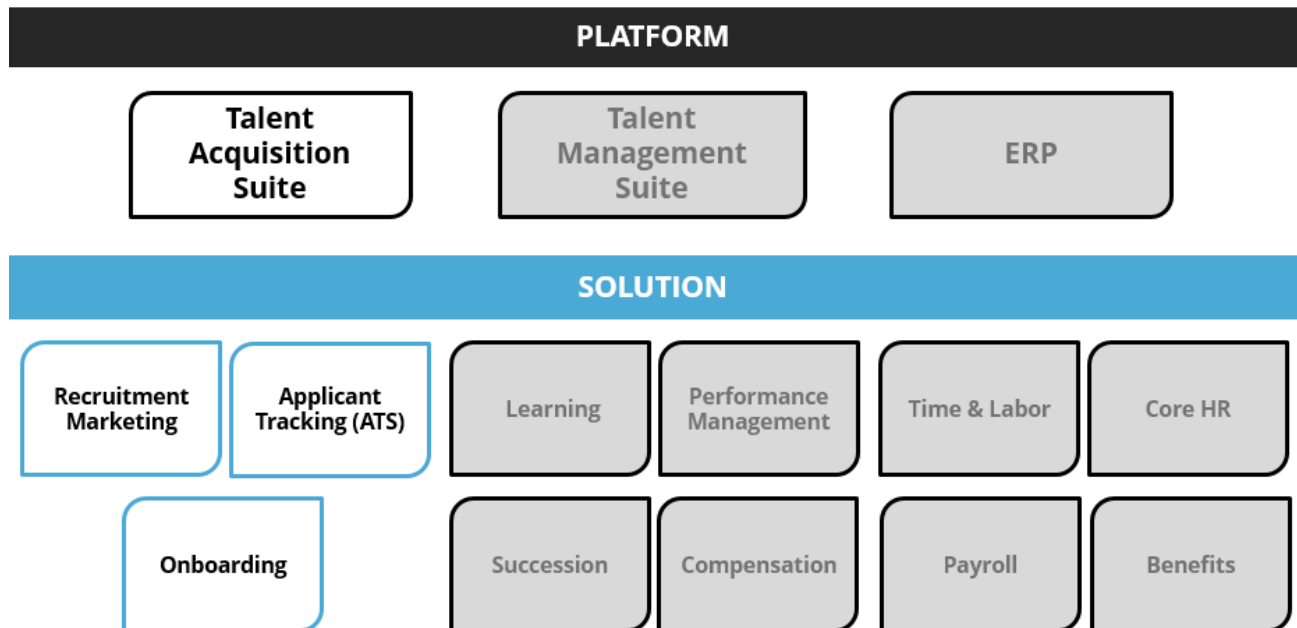 PLATFORM
Talent
Acquisition
Suite
Talent
Management
Suite
ERP
SOLUTION
Recruitment
Marketing
Applicant
Tracking (ATS)
Learning
Performance
Management
Time & Labor
Core HR
Onboarding
Succession
Compensation
Payroll
Benefits